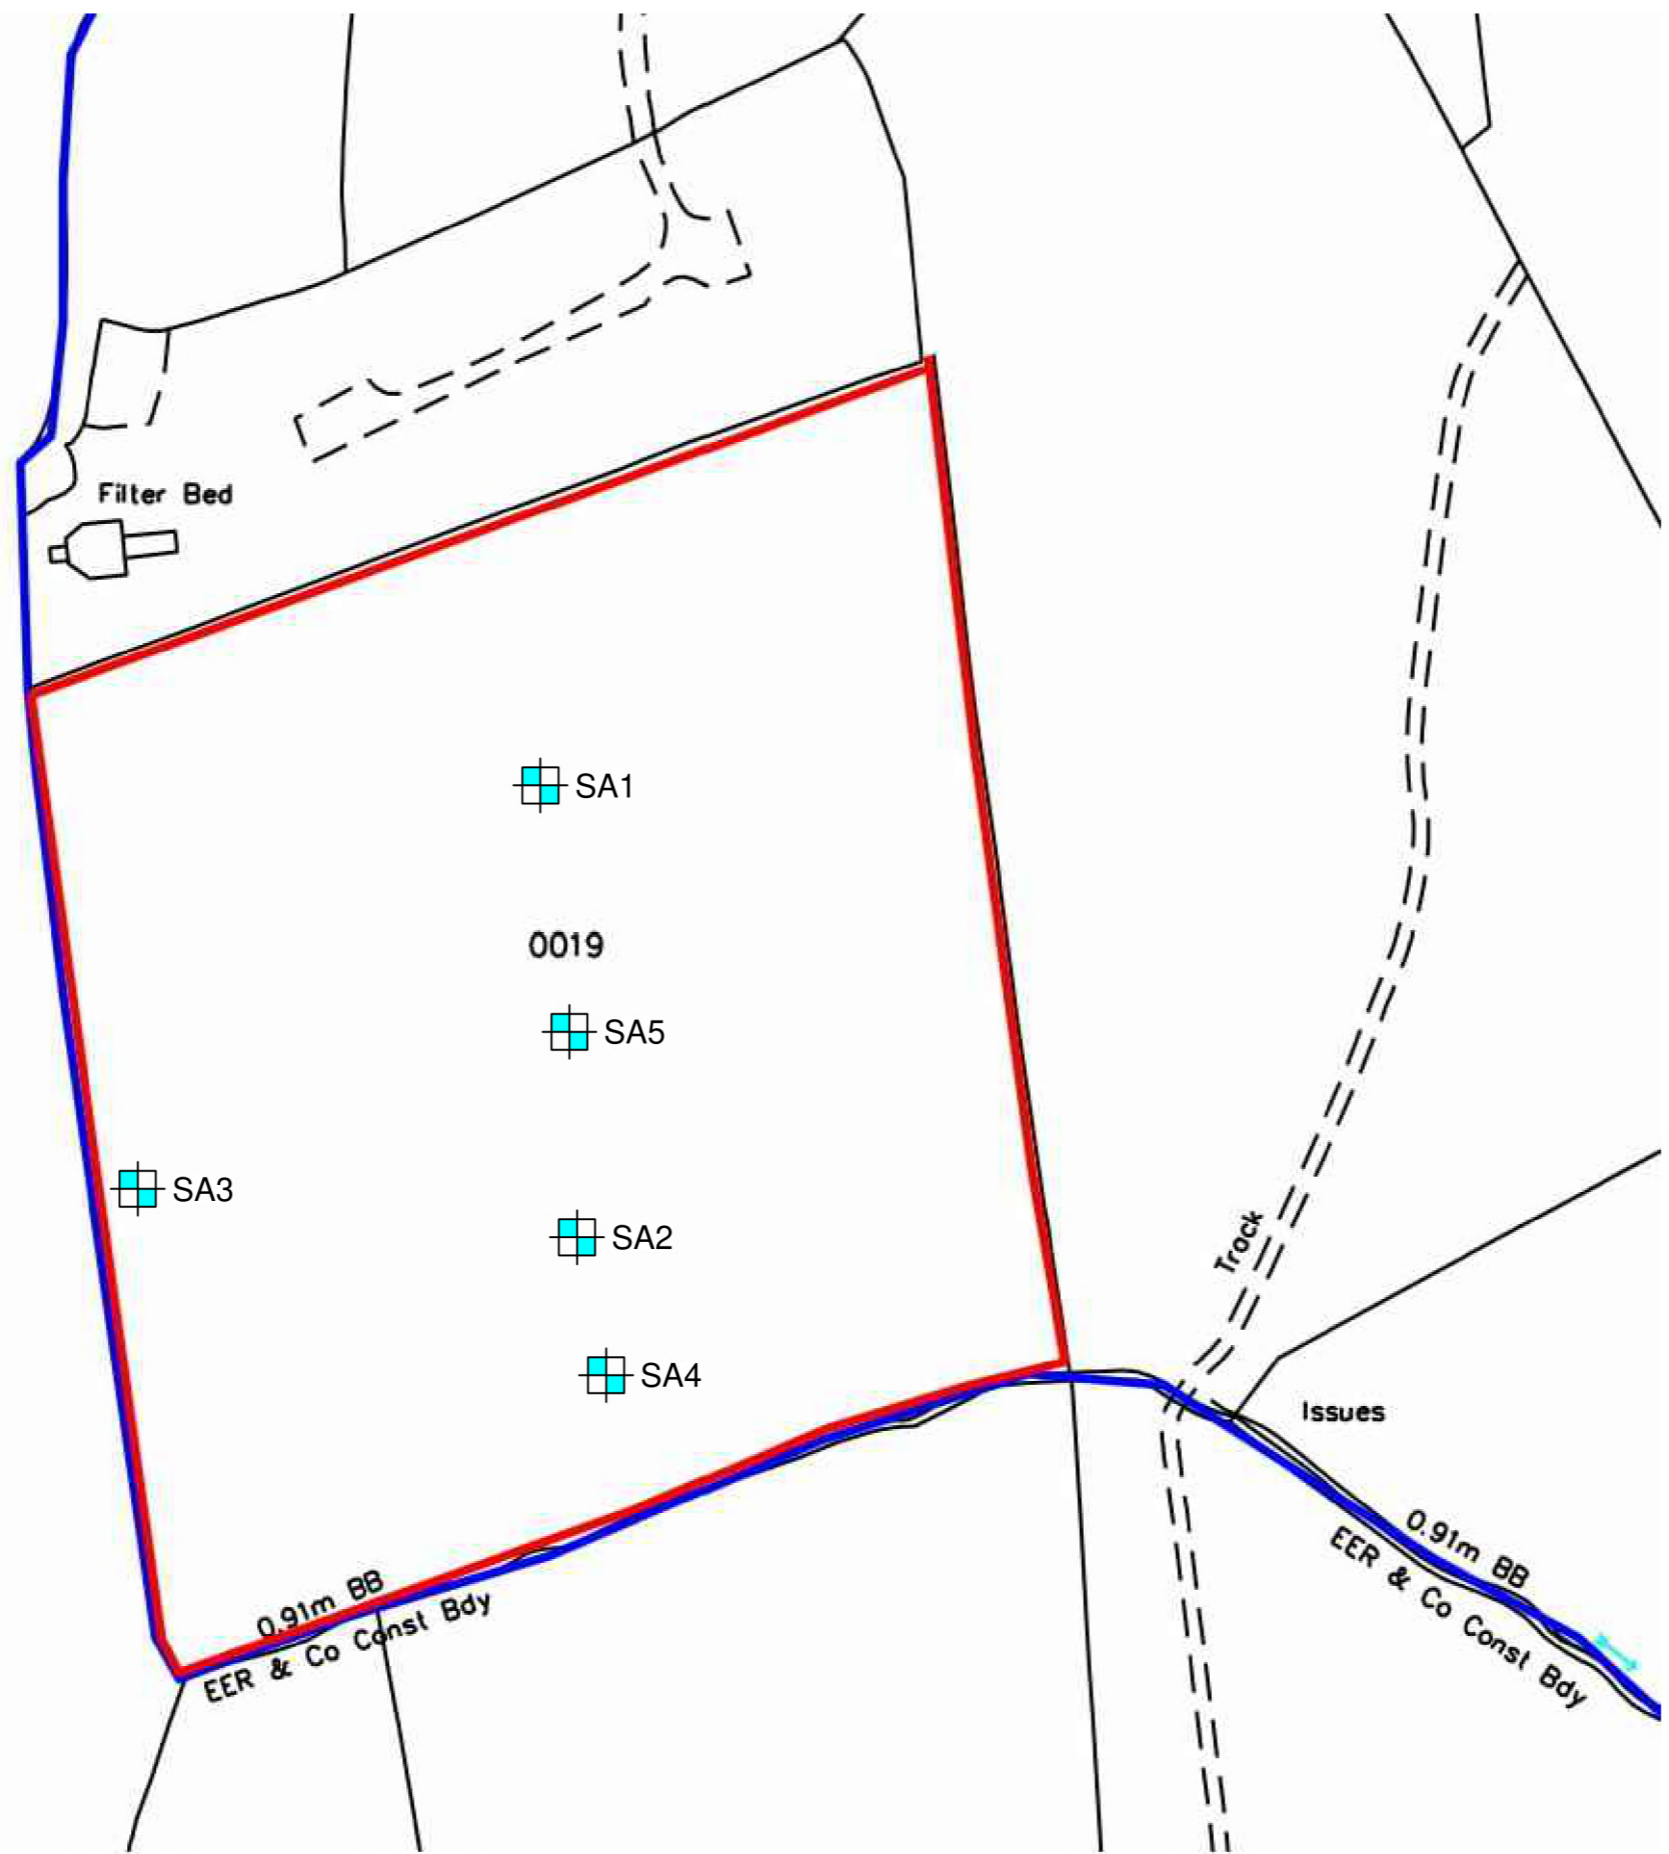 Filter Bed
SA1
0019
SA5
SA3
Track
SA2
SA4
Issues
0.91m BB
EER & Co Const Bdy
0.91m BB
EER & Co Const Bdy